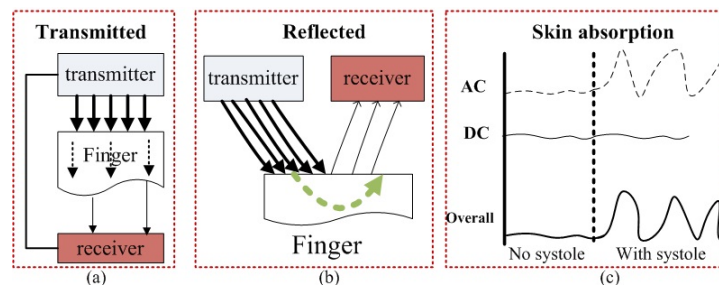 Transmitted
transmitter
Finger
receiver
(a)
Reflected
transmitter
receiver
Finger
(b)
Skin absorption
AC
DC
Overall
No systole
With systole
(c)